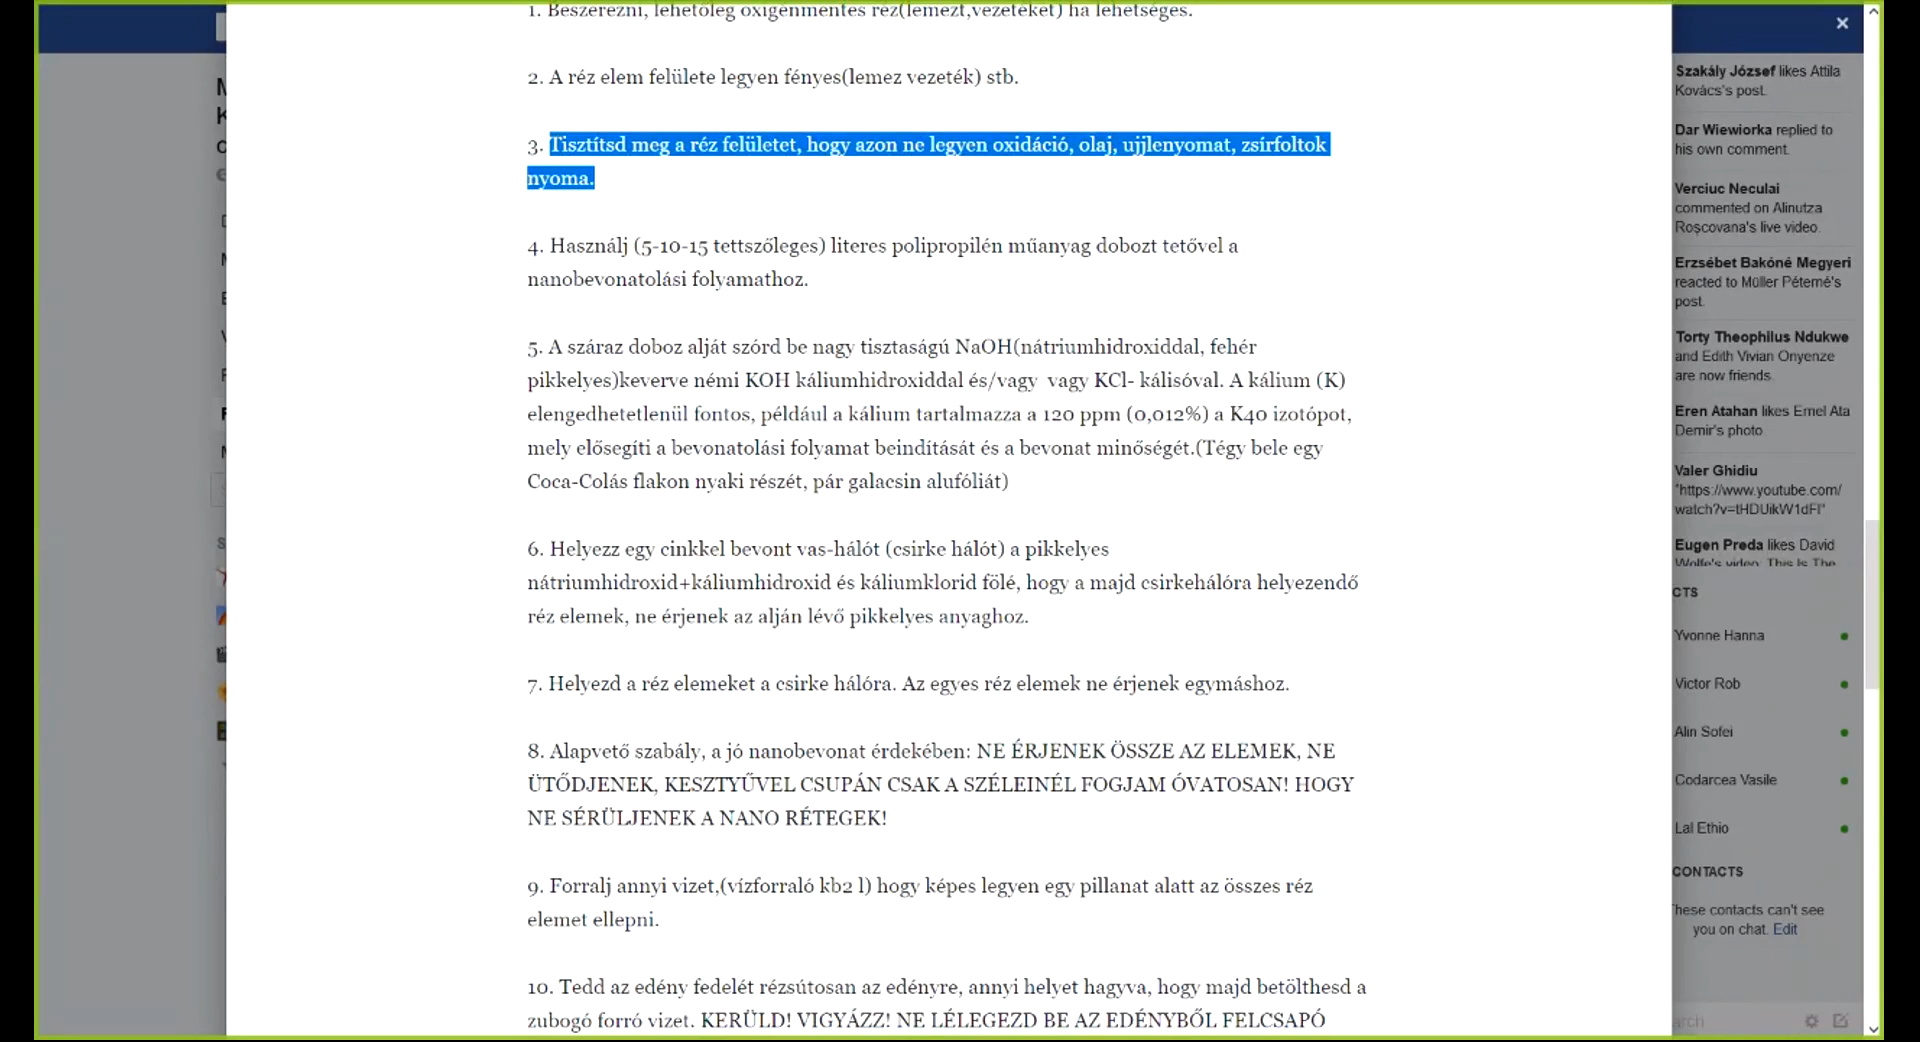 1. Beszerezni, lehetőleg oxigénmentes réz(lemezt,vezetéket) ha lehetséges.
2. A réz elem felülete legyen fényes(lemez vezeték) stb.
3. Tisztítsd meg a réz felületet, hogy azon ne legyen oxidáció, olaj, ujjlenyomat, zsírfoltok
nyoma.
4. Használj (5-10-15 tettszőleges) literes polipropilén műanyag dobozt tetővel a
nanobevonatolási folyamathoz.
5. A száraz doboz alját szórd be nagy tisztaságú NaOH(nátriumhidroxiddal, fehér
pikkelyes)keverve némi KOH káliumhidroxiddal és/vagy vagy KCl- kálisóval. A kálium (K)
elengedhetetlenül fontos, például a kálium tartalmazza a 120 ppm (0,012%) a K40 izotópot,
mely elősegíti a bevonatolási folyamat beindítását és a bevonat minőségét.(Tégy bele egy
Coca-Colás flakon nyaki részét, pár galacsin alufóliát)
6. Helyezz egy cinkkel bevont vas-hálót (csirke hálót) a pikkelyes
nátriumhidroxid+káliumhidroxid és káliumklorid fölé, hogy a majd csirkehálóra helyezendő
réz elemek, ne érjenek az alján lévő pikkelyes anyaghoz.
7. Helyezd a réz elemeket a csirke hálóra. Az egyes réz elemek ne érjenek egymáshoz.
8. Alapvető szabály, a jó nanobevonat érdekében: NE ÉRJENEK ÖSSZE AZ ELEMEK, NE
ÜTŐDJENEK, KESZTYŰVEL CSUPÁN CSAK A SZÉLEINÉL FOGJAM ÓVATOSAN! HOGY
NE SÉRÜLJENEK A NANO RÉTEGEK!
9. Forralj annyi vizet,(vízforraló kb2 l) hogy képes legyen egy pillanat alatt az összes réz
elemet ellepni.
10. Tedd az edény fedelét rézsútosan az edényre, annyi helyet hagyva, hogy majd betölthesd a
zubogó forró vizet. KERÜLD! VIGYÁZZ! NE LÉLEGEZD BE AZ EDÉNYBŐL FELCSAPÓ
Szakály József likes Attila
Kovács's post.
Dar Wiewiorka replied to
his own comment.
Verciuc Neculai
commented on Alinutza
Roşcovana's live video.
Erzsébet Bakóné Megyeri
reacted to Müller Péterné's
post.
Torty Theophilus Ndukwe
and Edith Vivian Onyenze
are now friends.
Eren Atahan likes Emel Ata
Demir's photo
Valer Ghidiu
"https://www.youtube.com/
watch?v=tHDUikW1dFI"
Eugen Preda likes David
Wolfe's video: This Is The
CTS
Yvonne Hanna
Victor Rob
Alin Sofei
Codarcea Vasile
Lal Ethio
CONTACTS
These contacts can't see
you on chat. Edit
arch